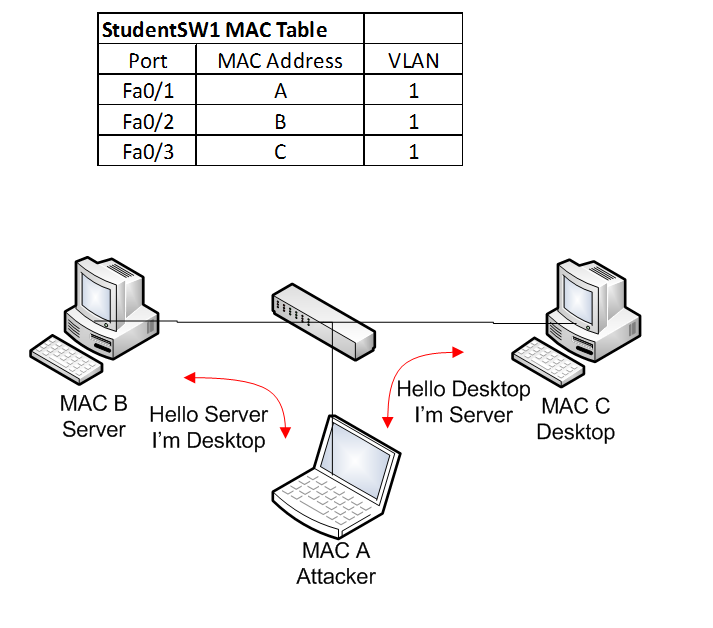 StudentSW1 MAC Table
Port MAC Address VLAN
Fa0/1 A 1
Fa0/2 B 1
Fa0/3 C 1
MAC B
Server
Hello Server
I'm Desktop
Hello Desktop
I'm Server
MAC C
Desktop
MAC A
Attacker